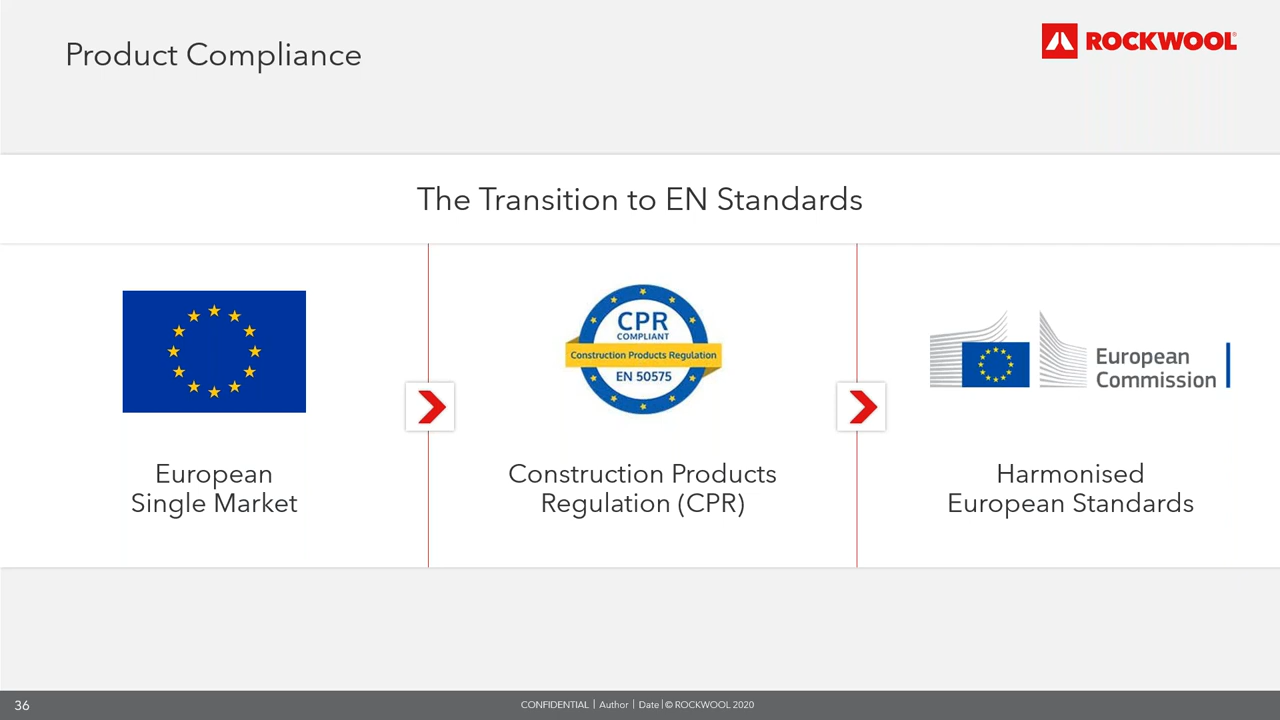 Product Compliance
ROCKWOOL®
The Transition to EN Standards
CPR
COMPLIANT
Construction Products Regulation
EN 50575
European
Commission
European
Single Market
Construction Products
Regulation (CPR)
Harmonised
European Standards
36
CONFIDENTIAL | Author | Date | © ROCKWOOL 2020